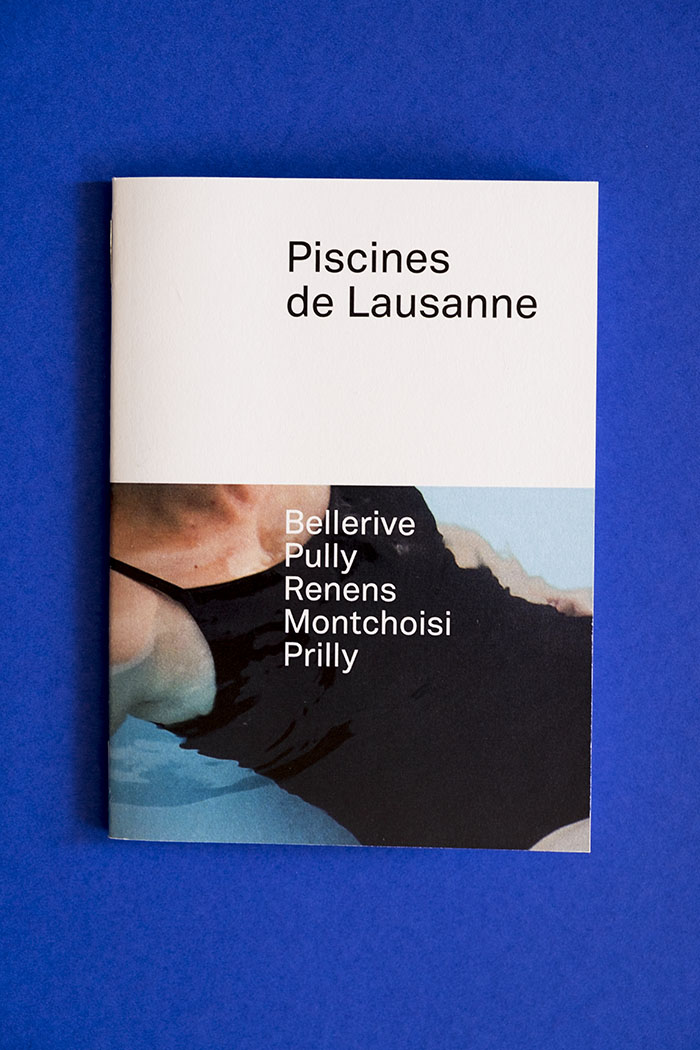 Piscines
de Lausanne
Bellerive
Pully
Renens
Montchoisi
Prilly